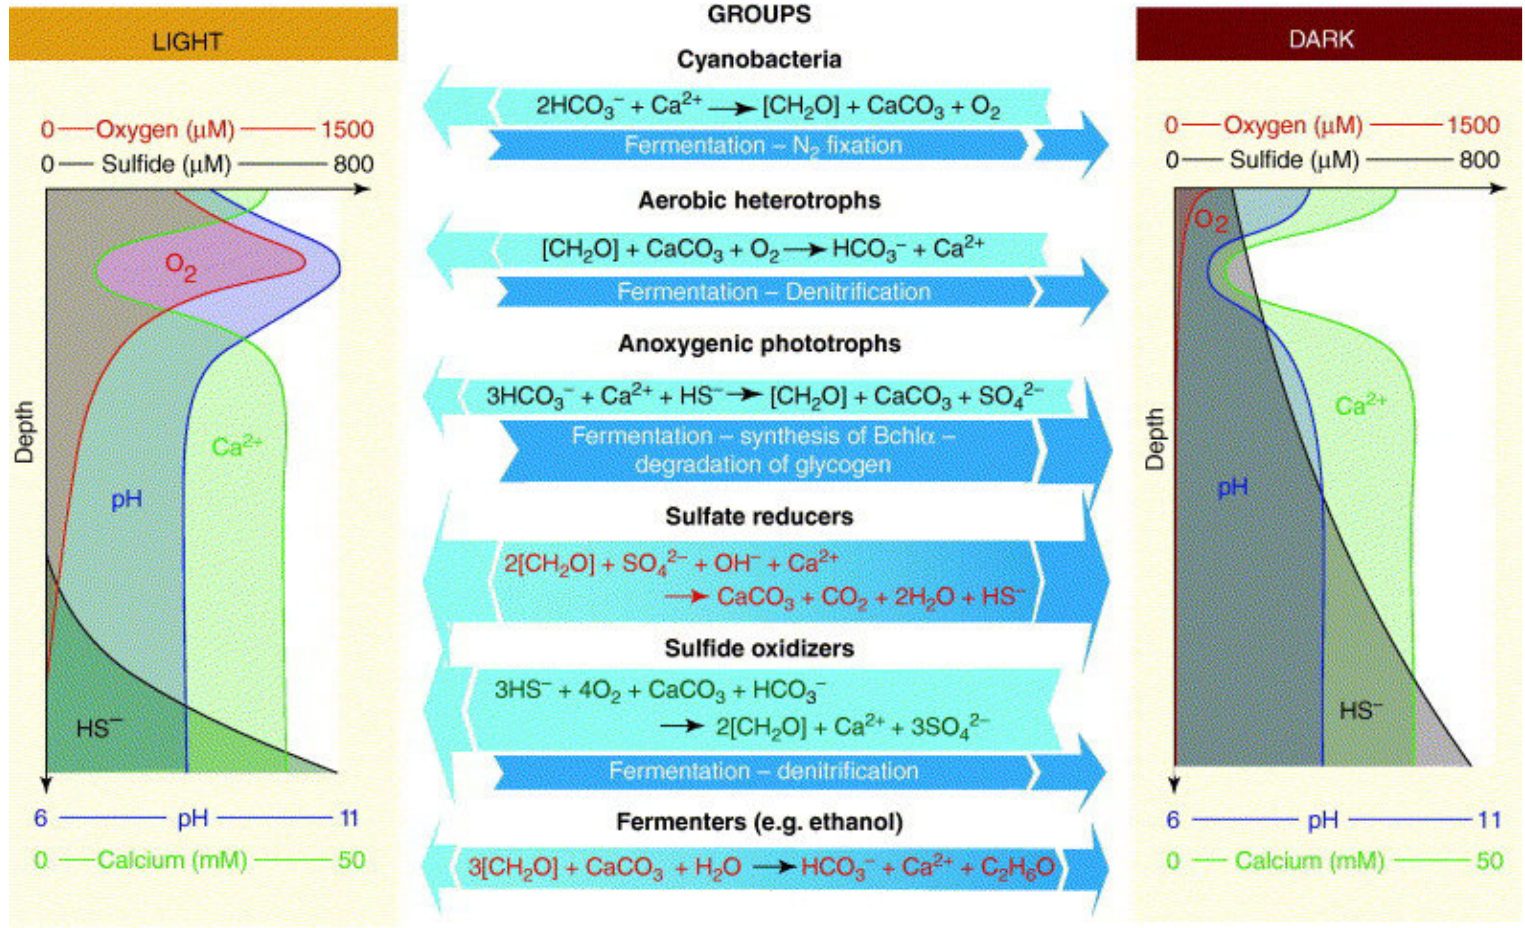 LIGHT
0 Oxygen (μM) 1500
0 Sulfide (μM) 800
O2
Ca2+
pH
HS−
Depth
6 pH 11
0 Calcium (mM) 50
GROUPS
Cyanobacteria
2HCO3− + Ca2+ → [CH2O] + CaCO3 + O2
Fermentation – N2 fixation
Aerobic heterotrophs
[CH2O] + CaCO3 + O2 → HCO3− + Ca2+
Fermentation – Denitrification
Anoxygenic phototrophs
3HCO3− + Ca2+ + HS− → [CH2O] + CaCO3 + SO42−
Fermentation – synthesis of Bchlα –
degradation of glycogen
Sulfate reducers
2[CH2O] + SO42− + OH− + Ca2+
→ CaCO3 + CO2 + 2H2O + HS−
Sulfide oxidizers
3HS− + 4O2 + CaCO3 + HCO3−
→ 2[CH2O] + Ca2+ + 3SO42−
Fermentation – denitrification
Fermenters (e.g. ethanol)
3[CH2O] + CaCO3 + H2O → HCO3− + Ca2+ + C2H6O
DARK
0 Oxygen (μM) 1500
0 Sulfide (μM) 800
O2
Ca2+
pH
HS−
Depth
6 pH 11
0 Calcium (mM) 50